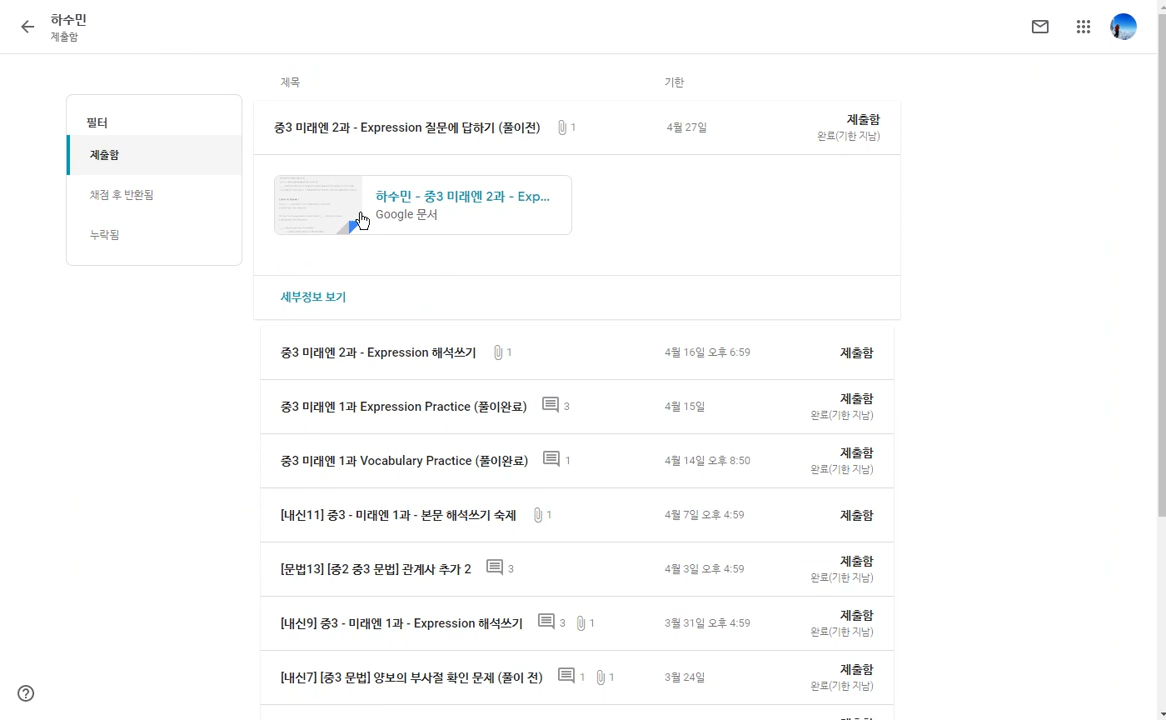 하수민
제출함
제목 기한
필터
제출함
채점 후 반환됨
누락됨
중3 미래엔 2과 - Expression 질문에 답하기 (풀이전) 1 4월 27일 제출함
완료(기한 지남)
하수민 - 중3 미래엔 2과 - Exp...
Google 문서
세부정보 보기
중3 미래엔 2과 - Expression 해석쓰기 1 4월 16일 오후 6:59 제출함
중3 미래엔 1과 Expression Practice (풀이완료) 3 4월 15일 제출함
완료(기한 지남)
중3 미래엔 1과 Vocabulary Practice (풀이완료) 1 4월 14일 오후 8:50 제출함
완료(기한 지남)
[내신11] 중3 - 미래엔 1과 - 본문 해석쓰기 숙제 1 4월 7일 오후 4:59 제출함
[문법13] [중2 중3 문법] 관계사 추가 2 3 4월 3일 오후 4:59 제출함
완료(기한 지남)
[내신9] 중3 - 미래엔 1과 - Expression 해석쓰기 3 1 3월 31일 오후 4:59 제출함
완료(기한 지남)
[내신7] [중3 문법] 양보의 부사절 확인 문제 (풀이 전) 1 1 3월 24일 제출함
완료(기한 지남)